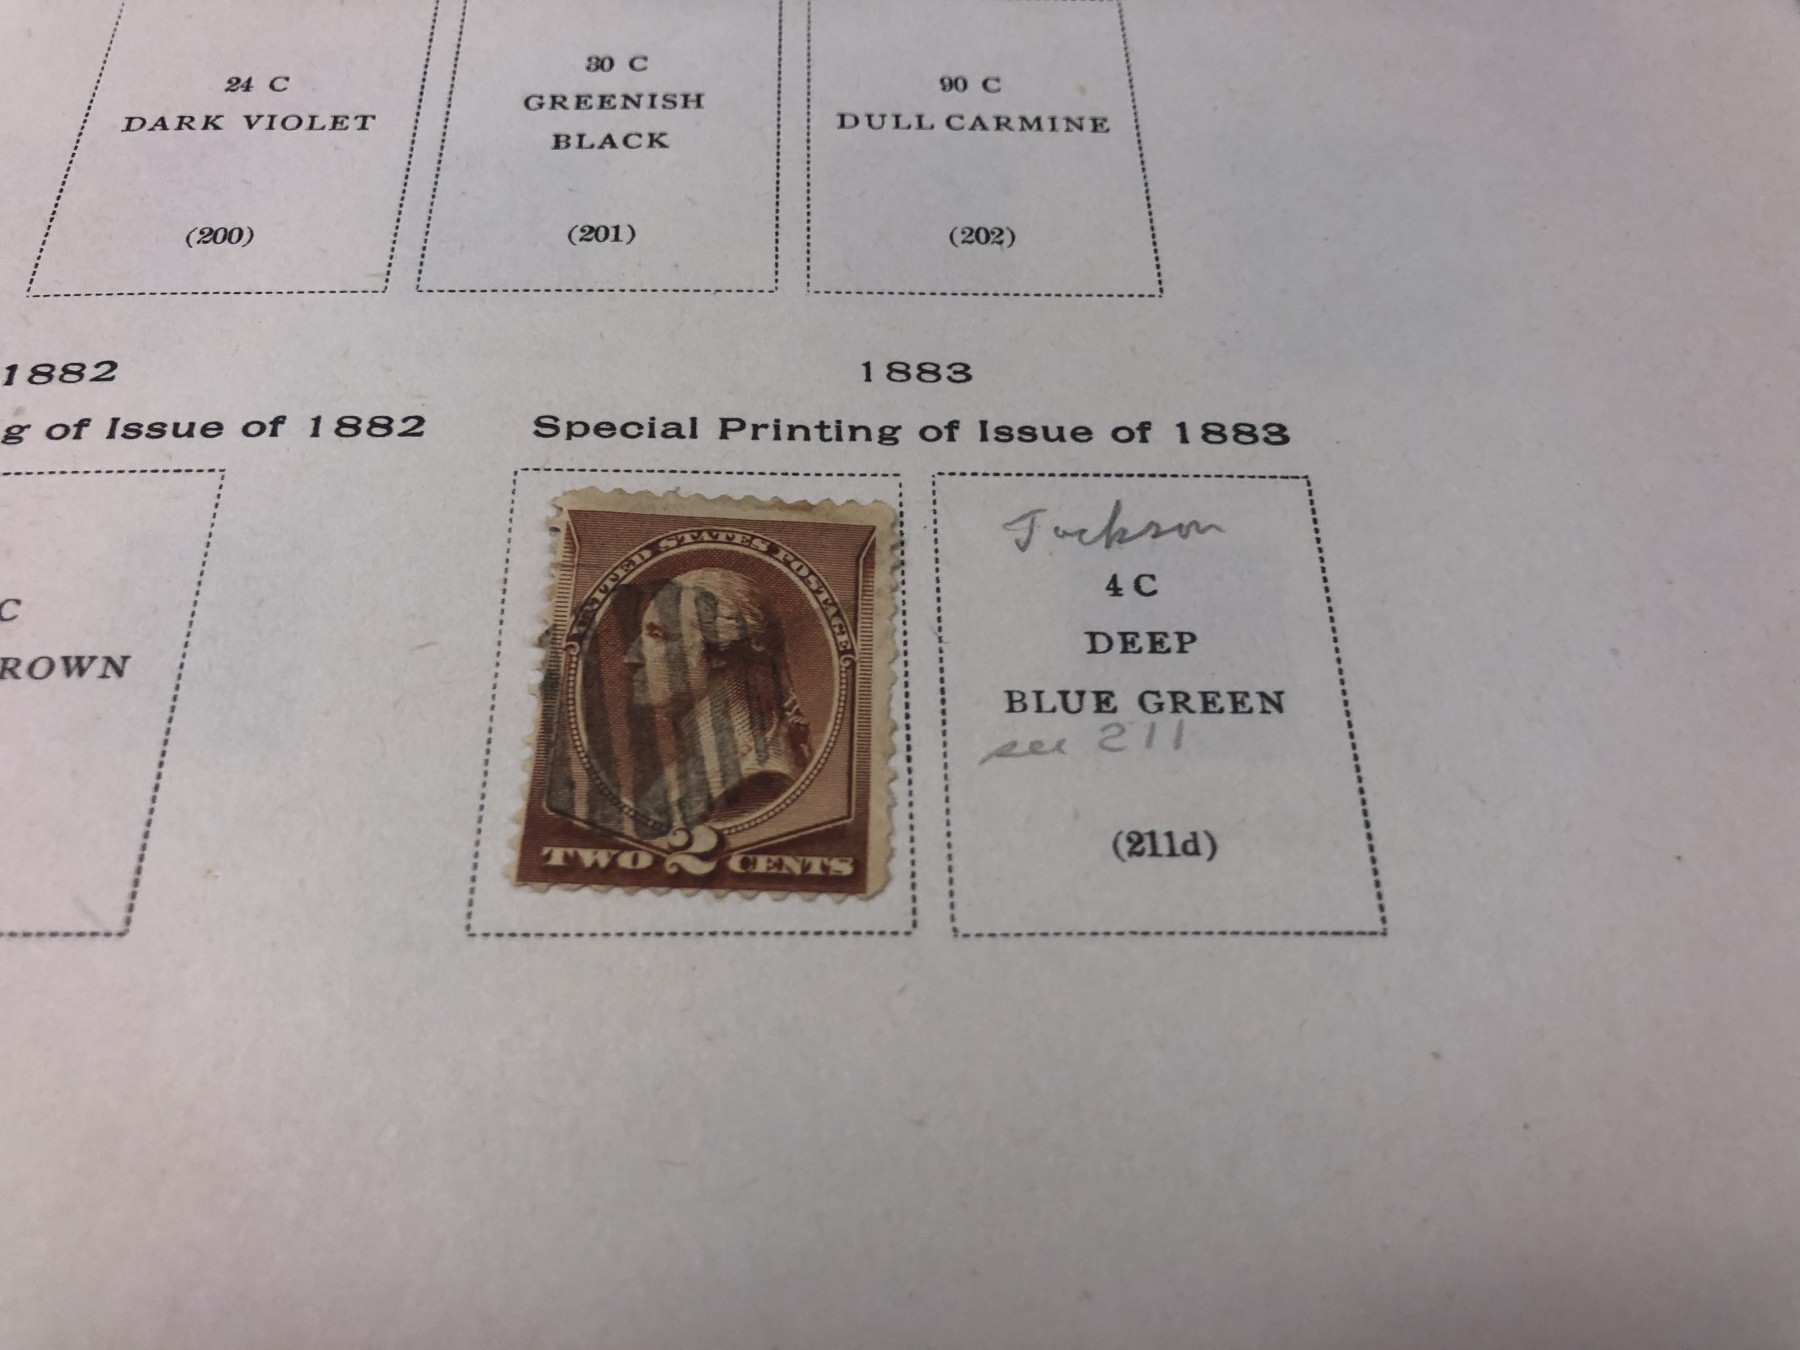 24 C
DARK VIOLET
(200)
30 C
GREENISH
BLACK
(201)
90 C
DULL CARMINE
(202)
1882
g of Issue of 1882
C
ROWN
1883
Special Printing of Issue of 1883
UNITED STATES POSTAGE
TWO 2 CENTS
Jackson
4 C
DEEP
BLUE GREEN
see 211
(211d)